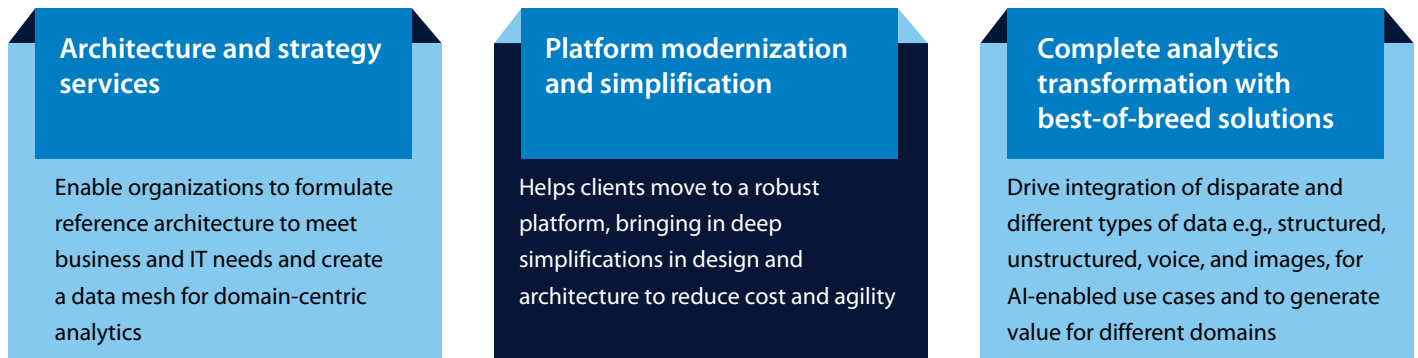 Architecture and strategy
services
Enable organizations to formulate
reference architecture to meet
business and IT needs and create
a data mesh for domain-centric
analytics
Platform modernization
and simplification
Helps clients move to a robust
platform, bringing in deep
simplifications in design and
architecture to reduce cost and agility
Complete analytics
transformation with
best-of-breed solutions
Drive integration of disparate and
different types of data e.g., structured,
unstructured, voice, and images, for
AI-enabled use cases and to generate
value for different domains